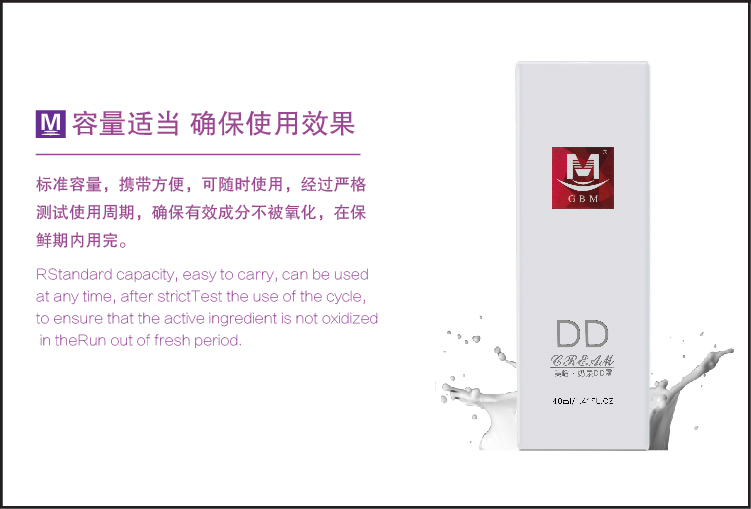 M 容量适当 确保使用效果
标准容量，携带方便，可随时使用，经过严格
测试使用周期，确保有效成分不被氧化，在保
鲜期内用完。
RStandard capacity, easy to carry, can be used
at any time, after strictTest the use of the cycle,
to ensure that the active ingredient is not oxidized
in theRun out of fresh period.
M
®
GBM
DD
CREAM
DD霜
40ml/1.41FL.OZ